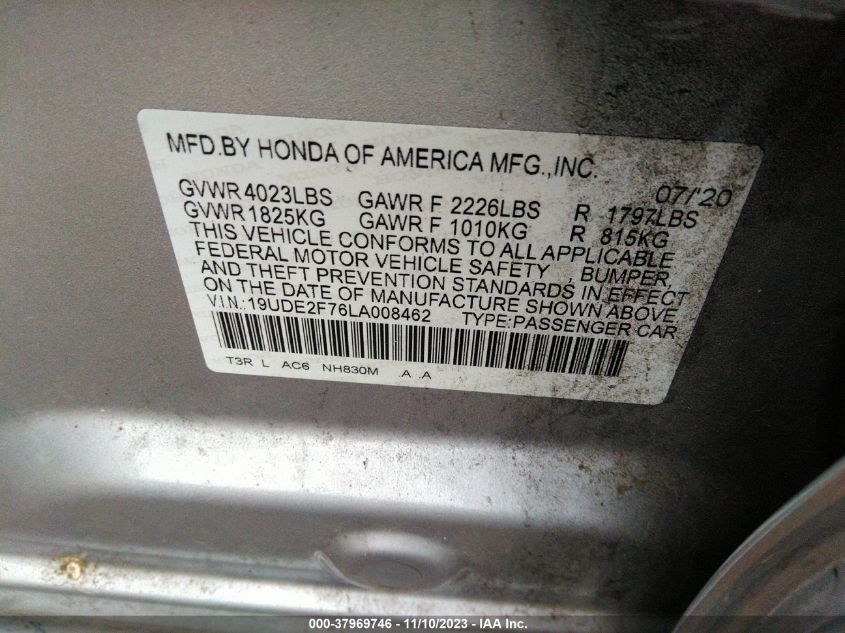 MFD.BY HONDA OF AMERICA MFG.,INC.
07/'20
GVWR 4023LBS GAWR F 2226LBS R 1797LBS
GVWR 1825KG GAWR F 1010KG R 815KG
THIS VEHICLE CONFORMS TO ALL APPLICABLE
FEDERAL MOTOR VEHICLE SAFETY , BUMPER,
AND THEFT PREVENTION STANDARDS IN EFFECT
ON THE DATE OF MANUFACTURE SHOWN ABOVE
V.I.N.: 19UDE2F76LA008462 TYPE:PASSENGER CAR
T3R L AC6 NH830M A .A
000-37969746 - 11/10/2023 - IAA Inc.